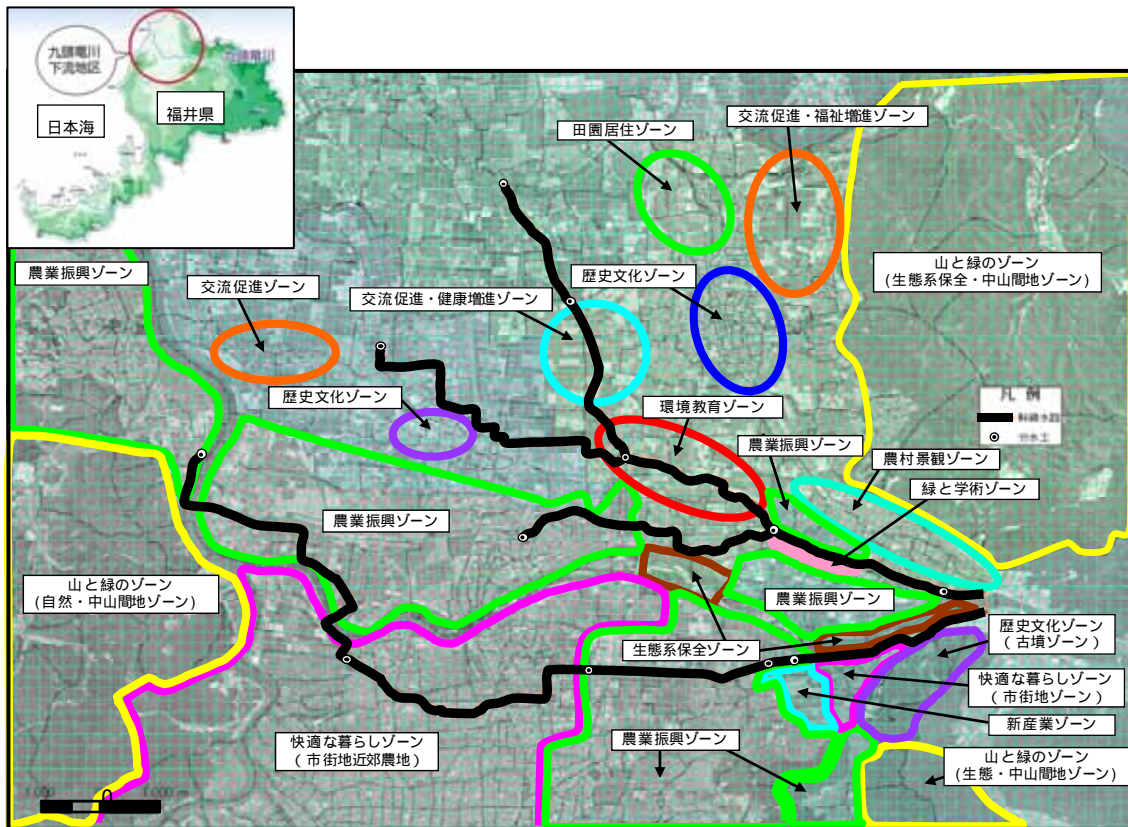 九頭竜川
下流地区
九頭竜川
福井県
日本海
田園居住ゾーン
交流促進・福祉増進ゾーン
農業振興ゾーン
交流促進ゾーン
交流促進・健康増進ゾーン
歴史文化ゾーン
山と緑のゾーン
(生態系保全・中山間地ゾーン)
歴史文化ゾーン
環境教育ゾーン
凡 例
幹線水路
分水工
農業振興ゾーン
農村景観ゾーン
緑と学術ゾーン
農業振興ゾーン
山と緑のゾーン
(自然・中山間地ゾーン)
農業振興ゾーン
生態系保全ゾーン
歴史文化ゾーン
(古墳ゾーン)
快適な暮らしゾーン
(市街地ゾーン)
新産業ゾーン
快適な暮らしゾーン
(市街地近郊農地)
農業振興ゾーン
山と緑のゾーン
(生態・中山間地ゾーン)
0